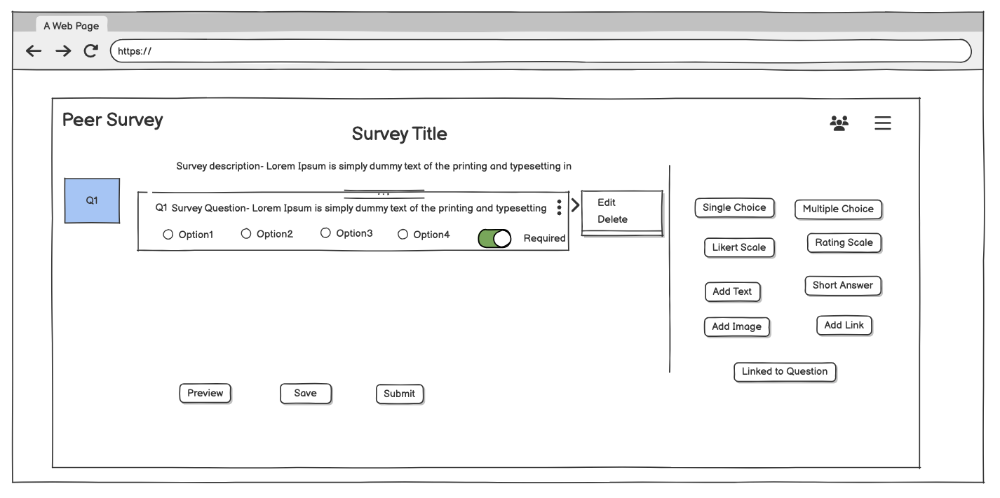 A Web Page
https://
Peer Survey
Survey Title
Survey description- Lorem Ipsum is simply dummy text of the printing and typesetting in
Q1
Q1 Survey Question- Lorem Ipsum is simply dummy text of the printing and typesetting
Option1 Option2 Option3 Option4 Required
Edit
Delete
Single Choice Multiple Choice
Likert Scale Rating Scale
Add Text Short Answer
Add Image Add Link
Linked to Question
Preview Save Submit